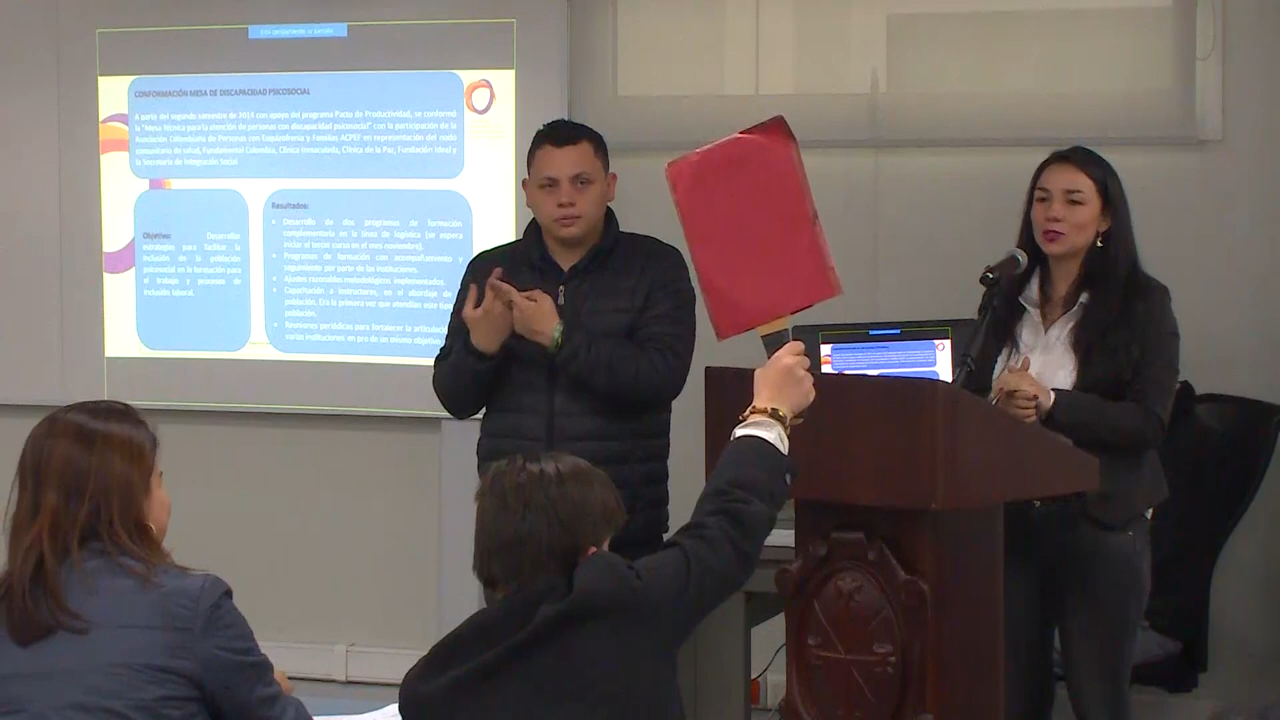 CONFORMACIÓN MESA DE DISCAPACIDAD PSICOSOCIAL
A partir del segundo semestre de 2014 con apoyo del programa Pacto de Productividad, se conformó
la "Mesa Técnica para la atención de personas con discapacidad psicosocial" con la participación de la
Asociación Colombiana de Personas con Esquizofrenia y Familias ACPEF en representación del nodo
comunitario de salud, Fundamental Colombia, Clínica Inmaculada, Clínica de la Paz, Fundación Ideal y
la Secretaría de Integración Social
Objetivo: Desarrollar
estrategias para facilitar la
inclusión de la población
psicosocial en la formación para
el trabajo y procesos de
inclusión laboral.
Resultados:
Desarrollo de dos programas de formación
complementaria en la línea de logística (se espera
iniciar el tercer curso en el mes noviembre).
Programas de formación con acompañamiento y
seguimiento por parte de las instituciones.
Ajustes razonables metodológicos implementados.
Capacitación a instructores, en el abordaje de
población. Era la primera vez que atendían este tipo
población.
Reuniones periódicas para fortalecer la articulació
varias instituciones en pro de un mismo objetivo